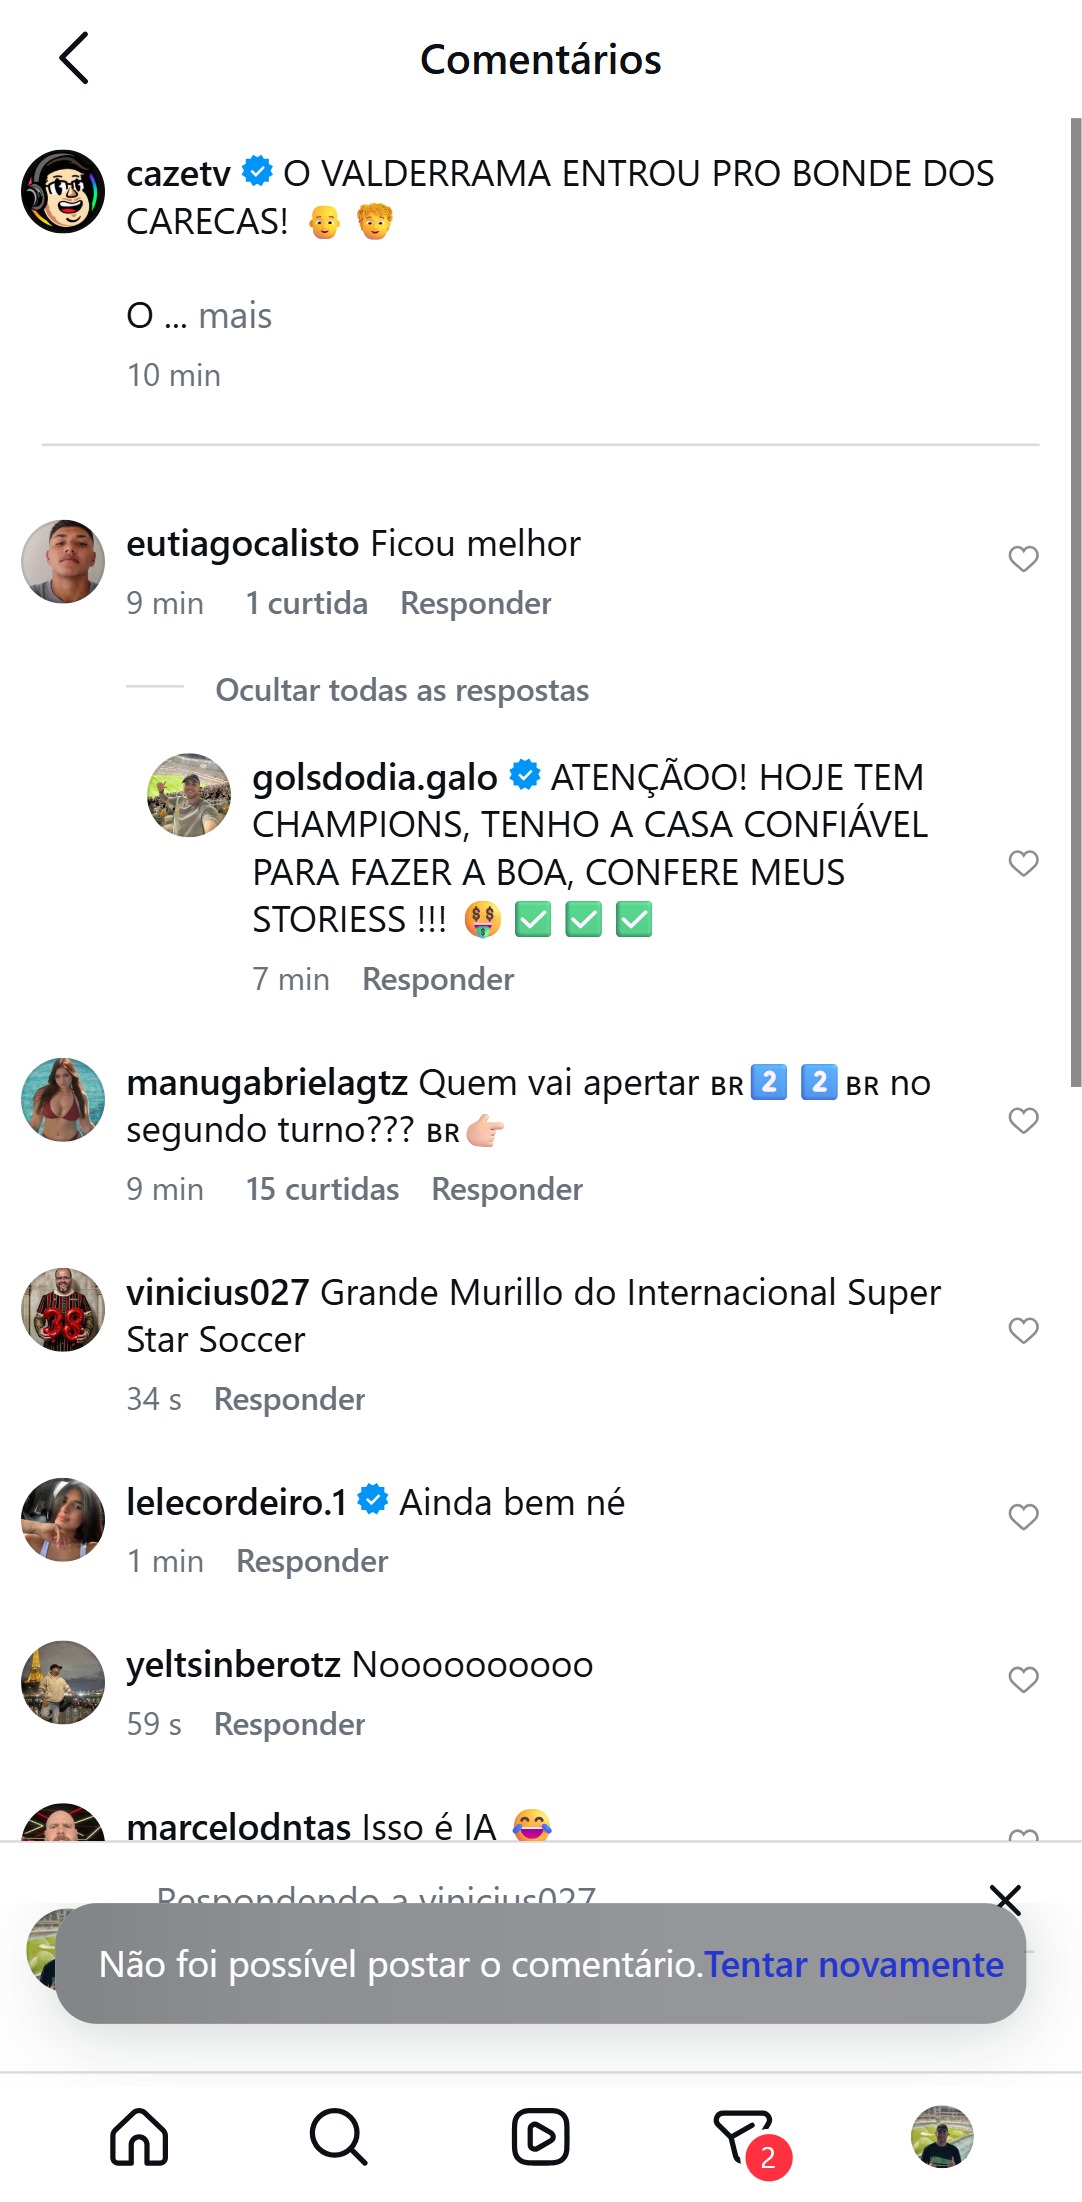 Comentários
cazetv O VALDERRAMA ENTROU PRO BONDE DOS
CARECAS! 👨‍🦲 👨‍🦱
O ... mais
10 min
eutiagocalisto Ficou melhor
9 min 1 curtida Responder
Ocultar todas as respostas
golsdodia.galo ATENÇÃOO! HOJE TEM
CHAMPIONS, TENHO A CASA CONFIÁVEL
PARA FAZER A BOA, CONFERE MEUS
STORIESS !!! 🤑 ✅ ✅ ✅
7 min Responder
manugabrielagtz Quem vai apertar BR 2️⃣ 2️⃣ BR no
segundo turno??? BR 👉🏻
9 min 15 curtidas Responder
vinicius027 Grande Murillo do Internacional Super
Star Soccer
34 s Responder
38
lelecordeiro.1 Ainda bem né
1 min Responder
yeltsinberotz Noooooooooo
59 s Responder
marcelodntas Isso é IA 😂
Respondendo a vinicius027
Não foi possível postar o comentário.Tentar novamente
2